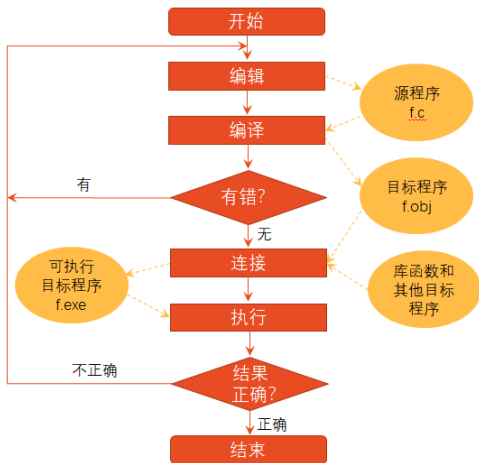 开始
编辑
源程序
f.c
编译
有
有错?
目标程序
f.obj
无
可执行
目标程序
f.exe
连接
库函数和
其他目标
程序
执行
不正确
结果
正确?
正确
结束